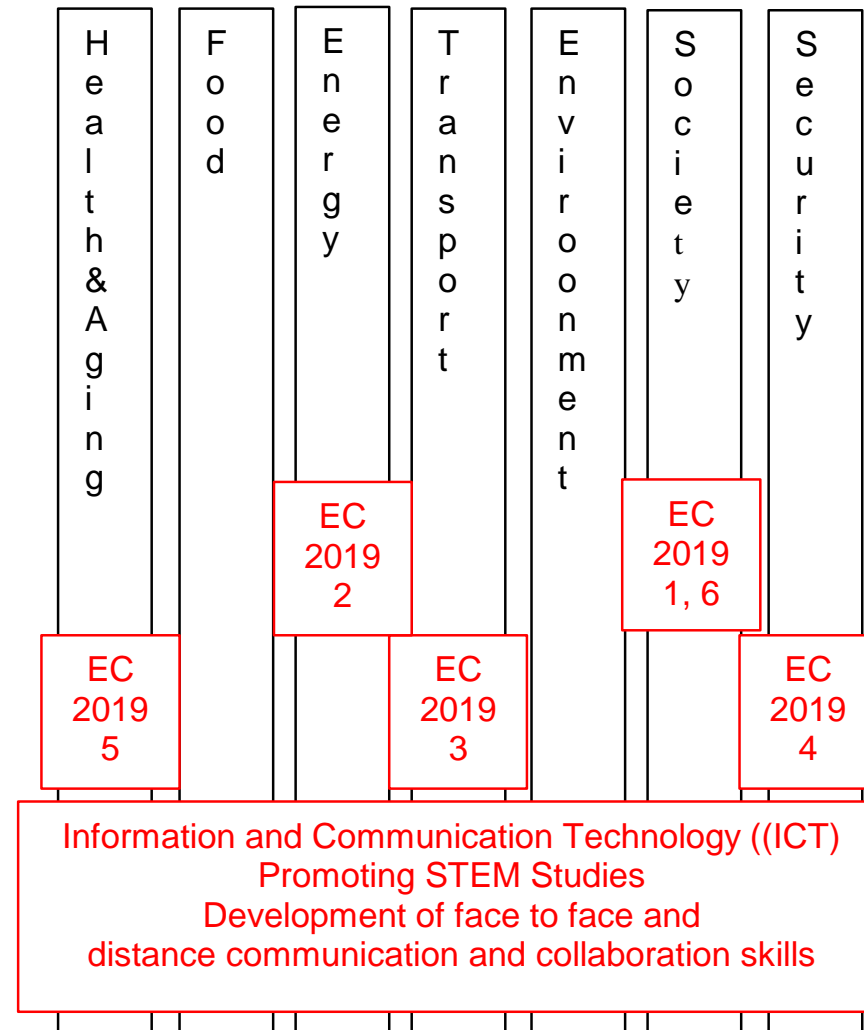 Health&Aging
Food
Energy
Transport
Enviroonment
Society
Security
EC
2019
2
EC
2019
1, 6
EC
2019
5
EC
2019
3
EC
2019
4
Information and Communication Technology ((ICT)
Promoting STEM Studies
Development of face to face and
distance communication and collaboration skills